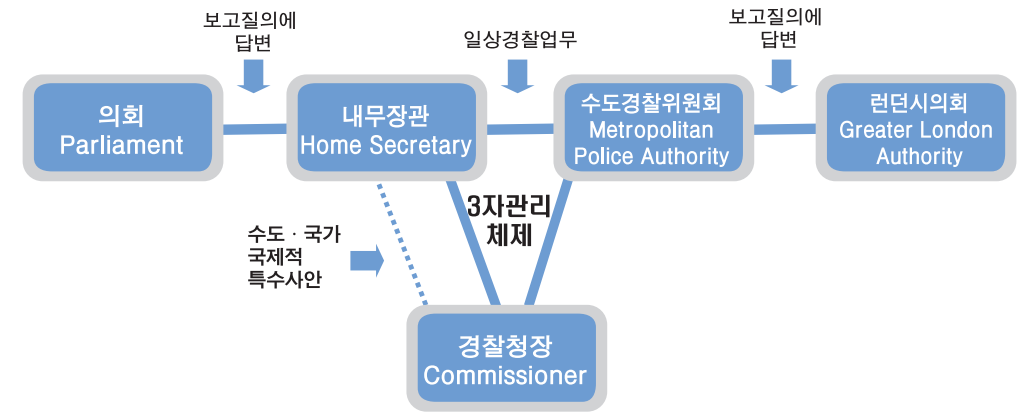 보고질의에
답변
일상경찰업무
보고질의에
답변
의회
Parliament
내무장관
Home Secretary
수도경찰위원회
Metropolitan
Police Authority
런던시의회
Greater London
Authority
3자관리
체제
수도 · 국가
국제적
특수사안
경찰청장
Commissioner